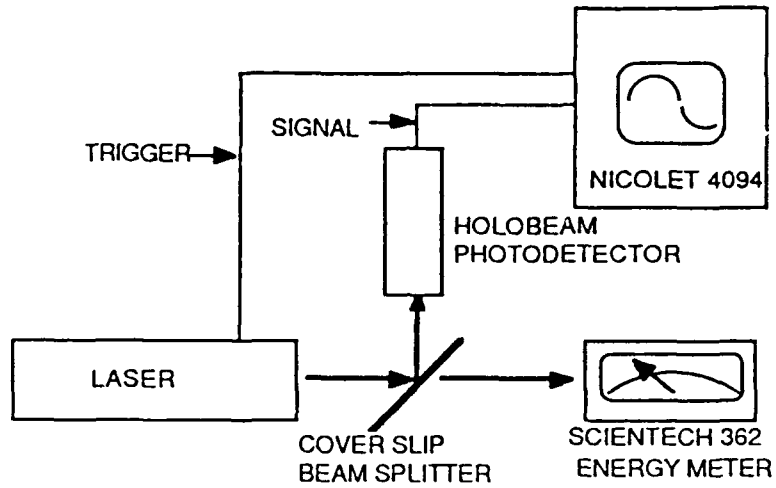 SIGNAL
TRIGGER
NICOLET 4094
HOLOBEAM
PHOTODETECTOR
LASER
COVER SLIP
BEAM SPLITTER
SCIENTECH 362
ENERGY METER